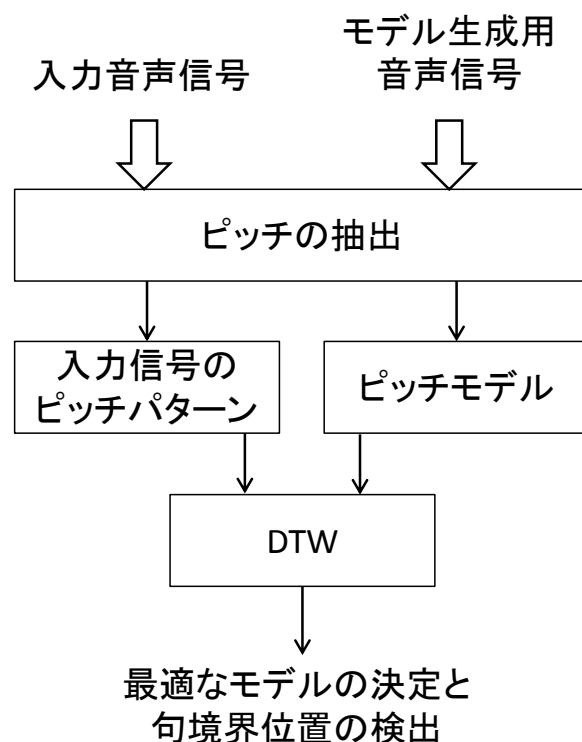 入力音声信号
モデル生成用
音声信号
ピッチの抽出
入力信号の
ピッチパターン
ピッチモデル
DTW
最適なモデルの決定と
句境界位置の検出